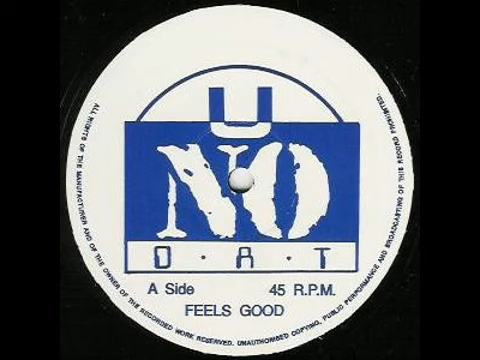 U
NO
D·A·T
A Side 45 R.P.M.
FEELS GOOD
ALL RIGHTS OF THE MANUFACTURER AND OF THE OWNER OF THE RECORDED WORK RESERVED. UNAUTHORISED COPYING, PUBLIC PERFORMANCE AND BROADCASTING OF THIS RECORD PROHIBITED.